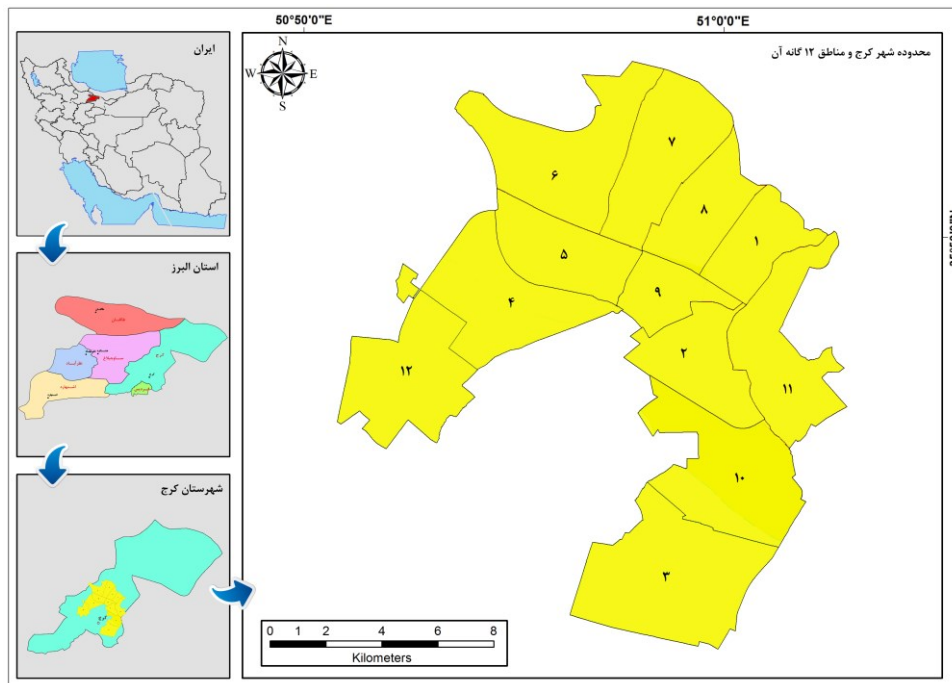 50°50'0"E
51°0'0"E
ایران
محدوده شهر کرج و مناطق ۱۲ گانه آن
N
W E
S
۷
۶
۸
۱
استان البرز
۵
۹
۴
۲
۱۲
۱۱
شهرستان کرج
۱۰
۳
کرج
0 1 2 4 6 8
Kilometers